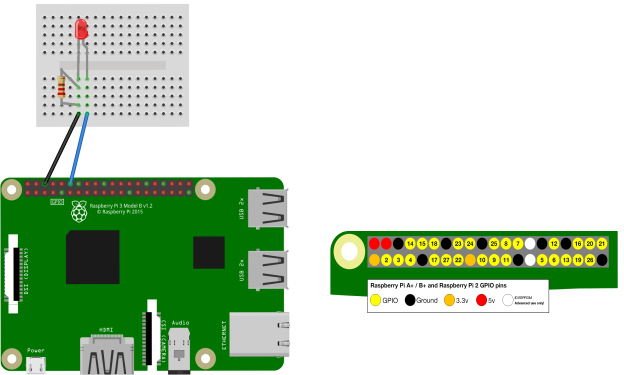 GPIO
Raspberry Pi 3 Model B v1.2
© Raspberry Pi 2015
USB 2x
DSI (DISPLAY)
USB 2x
HDMI
CSI (CAMERA)
Audio
ETHERNET
Power
14 15 18 23 24 25 8 7 12 16 20 21
2 3 4 17 27 22 10 9 11 5 6 13 19 26
Raspberry Pi A+ / B+ and Raspberry Pi 2 GPIO pins
GPIO Ground 3.3v 5v ID EEPROM
Advanced use only!